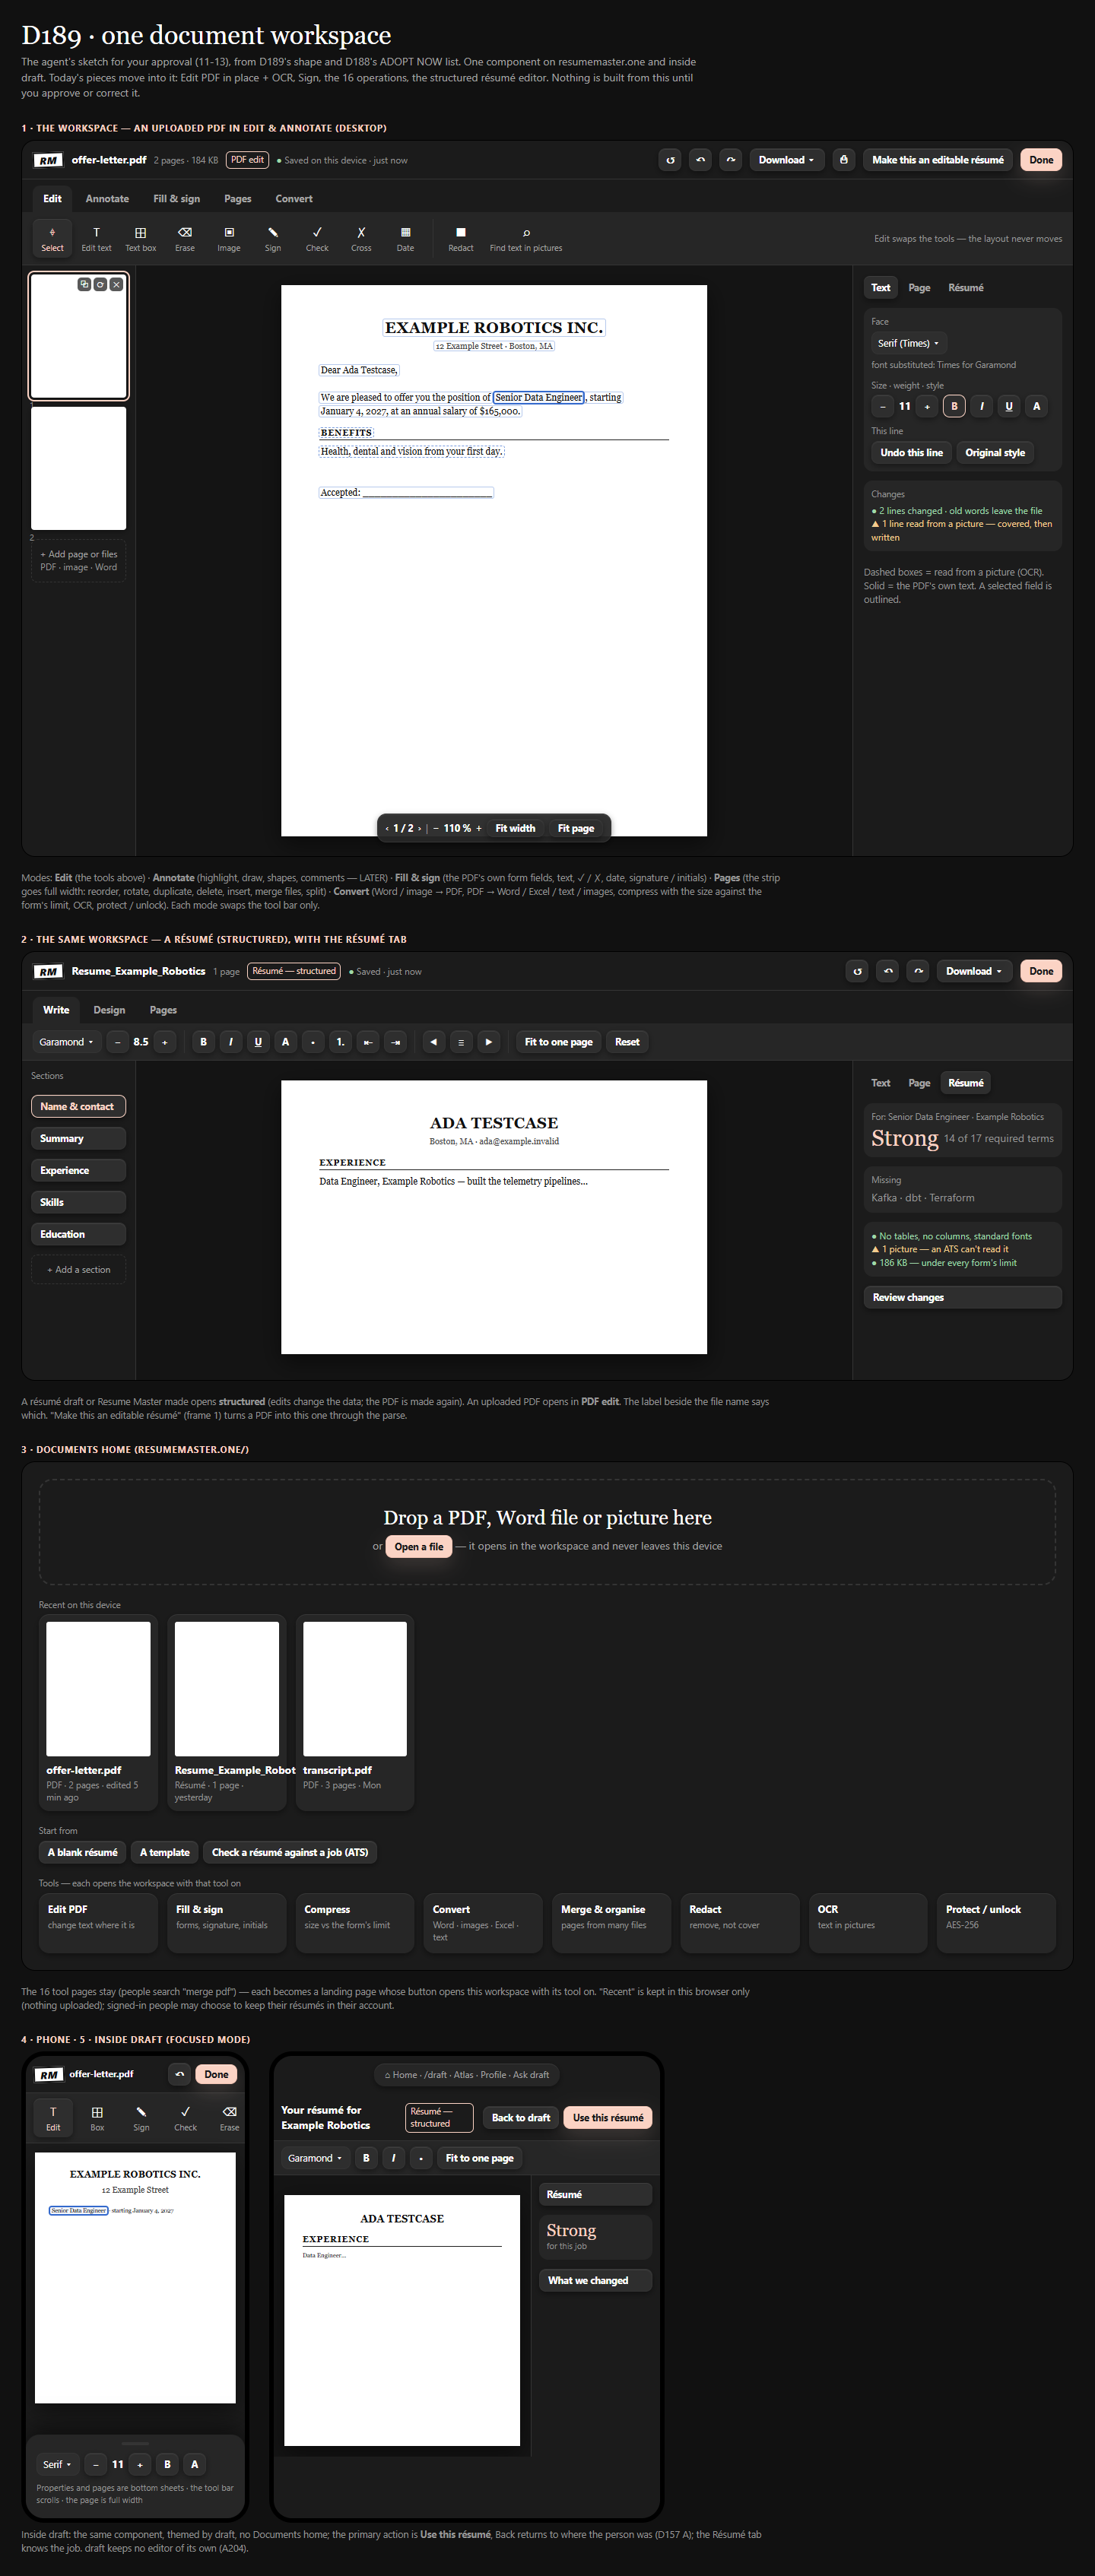 D189 · one document workspace
The agent's sketch for your approval (11-13), from D189's shape and D188's ADOPT NOW list. One component on resumemaster.one and inside
draft. Today's pieces move into it: Edit PDF in place + OCR, Sign, the 16 operations, the structured résumé editor. Nothing is built from this until
you approve or correct it.
1 · THE WORKSPACE — AN UPLOADED PDF IN EDIT & ANNOTATE (DESKTOP)
RM offer-letter.pdf 2 pages · 184 KB PDF edit ● Saved on this device · just now ↺ ↶ ↷ Download ▾ Make this an editable résumé Done
Edit Annotate Fill & sign Pages Convert
Select Edit text Text box Erase Image Sign Check Cross Date Redact Find text in pictures Edit swaps the tools — the layout never moves
2
+ Add page or files
PDF · image · Word
EXAMPLE ROBOTICS INC.
12 Example Street · Boston, MA
Dear Ada Testcase,
We are pleased to offer you the position of Senior Data Engineer, starting
January 4, 2027, at an annual salary of $165,000.
BENEFITS
Health, dental and vision from your first day.
Accepted: ____________________________
‹ 1 / 2 › | − 110 % + Fit width Fit page
Text Page Résumé
Face
Serif (Times) ▾
font substituted: Times for Garamond
Size · weight · style
− 11 + B I U A
This line
Undo this line Original style
Changes
● 2 lines changed · old words leave the file
▲ 1 line read from a picture — covered, then
written
Dashed boxes = read from a picture (OCR).
Solid = the PDF's own text. A selected field is
outlined.
Modes: Edit (the tools above) · Annotate (highlight, draw, shapes, comments — LATER) · Fill & sign (the PDF's own form fields, text, ✓ / ✗, date, signature / initials) · Pages (the strip
goes full width: reorder, rotate, duplicate, delete, insert, merge files, split) · Convert (Word / image → PDF, PDF → Word / Excel / text / images, compress with the size against the
form's limit, OCR, protect / unlock). Each mode swaps the tool bar only.
2 · THE SAME WORKSPACE — A RÉSUMÉ (STRUCTURED), WITH THE RÉSUMÉ TAB
RM Resume_Example_Robotics 1 page Résumé — structured ● Saved · just now ↺ ↶ ↷ Download ▾ Done
Write Design Pages
Garamond ▾ − 8.5 + B I U A • 1. ⇤ ⇥ ◀ ≡ ▶ Fit to one page Reset
Sections
Name & contact
Summary
Experience
Skills
Education
+ Add a section
ADA TESTCASE
Boston, MA · ada@example.invalid
EXPERIENCE
Data Engineer, Example Robotics — built the telemetry pipelines...
Text Page Résumé
For: Senior Data Engineer · Example Robotics
Strong 14 of 17 required terms
Missing
Kafka · dbt · Terraform
● No tables, no columns, standard fonts
▲ 1 picture — an ATS can't read it
● 186 KB — under every form's limit
Review changes
A résumé draft or Resume Master made opens structured (edits change the data; the PDF is made again). An uploaded PDF opens in PDF edit. The label beside the file name says
which. "Make this an editable résumé" (frame 1) turns a PDF into this one through the parse.
3 · DOCUMENTS HOME (RESUMEMASTER.ONE/)
Drop a PDF, Word file or picture here
or Open a file — it opens in the workspace and never leaves this device
Recent on this device
offer-letter.pdf
PDF · 2 pages · edited 5
min ago
Resume_Example_Robot
Résumé · 1 page ·
yesterday
transcript.pdf
PDF · 3 pages · Mon
Start from
A blank résumé A template Check a résumé against a job (ATS)
Tools — each opens the workspace with that tool on
Edit PDF
change text where it is
Fill & sign
forms, signature, initials
Compress
size vs the form's limit
Convert
Word · images · Excel ·
text
Merge & organise
pages from many files
Redact
remove, not cover
OCR
text in pictures
Protect / unlock
AES-256
The 16 tool pages stay (people search "merge pdf") — each becomes a landing page whose button opens this workspace with its tool on. "Recent" is kept in this browser only
(nothing uploaded); signed-in people may choose to keep their résumés in their account.
4 · PHONE · 5 · INSIDE DRAFT (FOCUSED MODE)
RM offer-letter.pdf ↶ Done
Edit Box Sign Check Erase
EXAMPLE ROBOTICS INC.
12 Example Street
Senior Data Engineer starting January 4, 2027
Serif ▾ − 11 + B A
Properties and pages are bottom sheets · the tool bar
scrolls · the page is full width
⌂ Home · /draft · Atlas · Profile · Ask draft
Your résumé for
Example Robotics
Résumé —
structured
Back to draft Use this résumé
Garamond ▾ B I • Fit to one page
ADA TESTCASE
EXPERIENCE
Data Engineer...
Résumé
Strong
for this job
What we changed
Inside draft: the same component, themed by draft, no Documents home; the primary action is Use this résumé, Back returns to where the person was (D157 A); the Résumé tab
knows the job. draft keeps no editor of its own (A204).